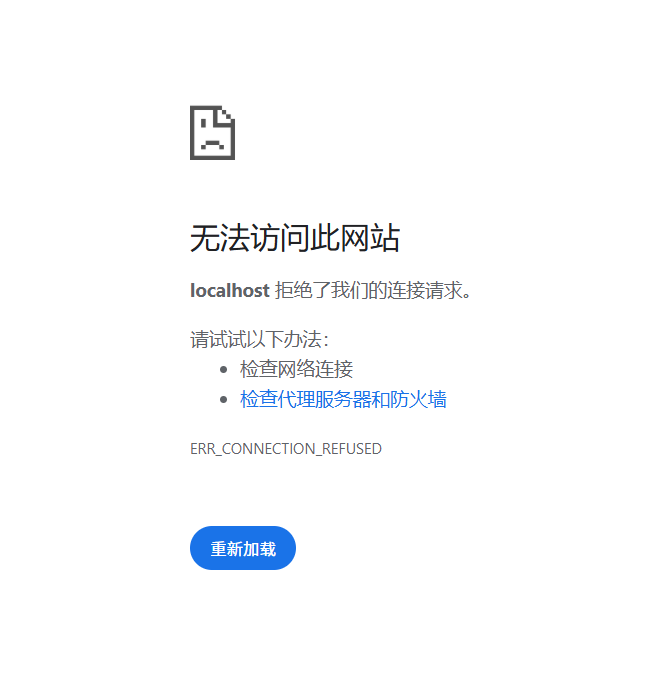 无法访问此网站
localhost 拒绝了我们的连接请求。
请试试以下办法：
检查网络连接
检查代理服务器和防火墙
ERR_CONNECTION_REFUSED
重新加载